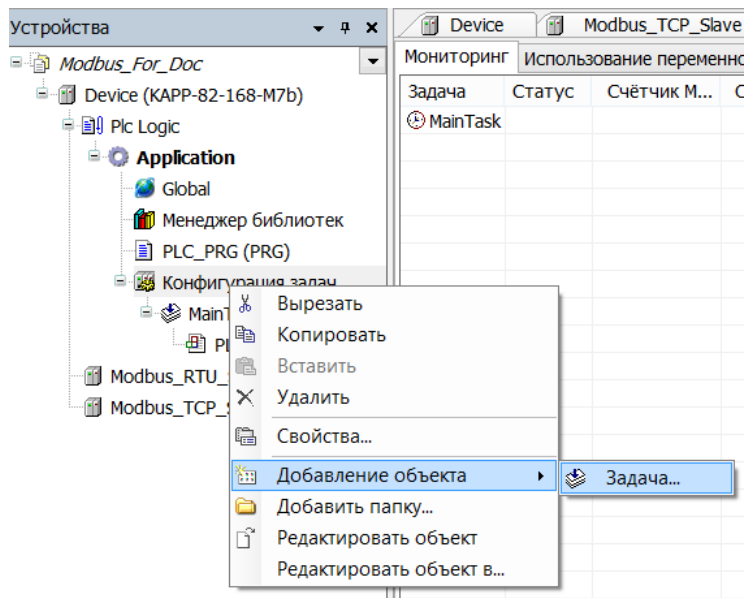 Устройства
Device
Modbus_TCP_Slave
Modbus_For_Doc
Мониторинг
Использование переменно
Device (KAPP-82-168-M7b)
Задача
Статус
Счётчик М...
Plc Logic
MainTask
Application
Global
Менеджер библиотек
PLC_PRG (PRG)
Конфигурация задач
Вырезать
Копировать
Вставить
Modbus_RTU_
Удалить
Modbus_TCP_
Свойства...
Добавление объекта
Задача...
Добавить папку...
Редактировать объект
Редактировать объект в...